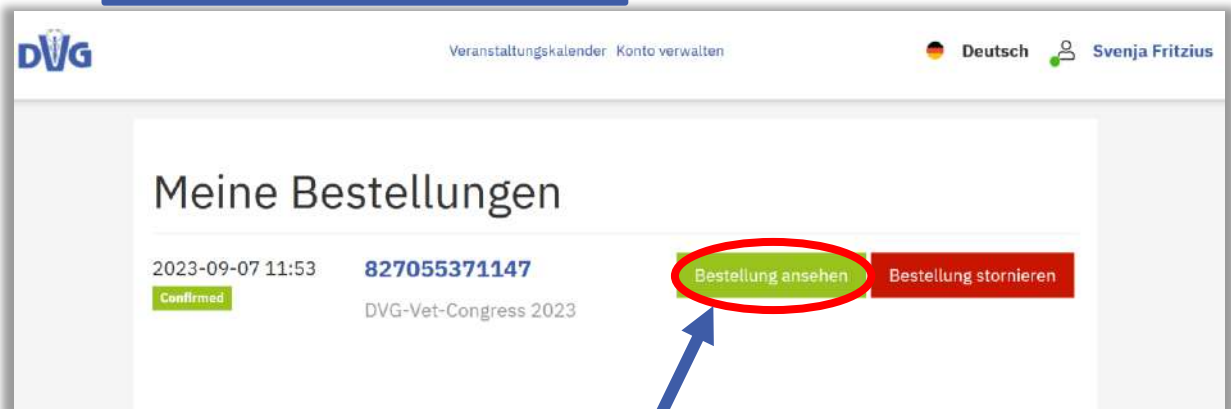 DVG
Veranstaltungskalender Konto verwalten
Deutsch
Svenja Fritzius
Meine Bestellungen
2023-09-07 11:53
827055371147
Bestellung ansehen
Bestellung stornieren
Confirmed
DVG-Vet-Congress 2023